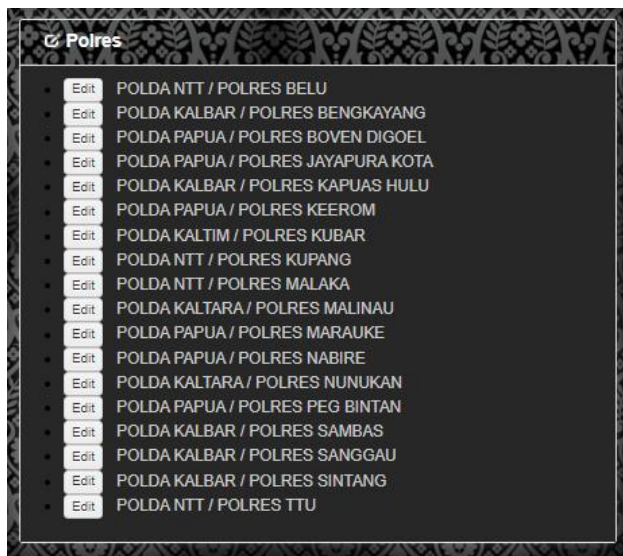 Polres
Edit POLDA NTT / POLRES BELU
Edit POLDA KALBAR / POLRES BENGKAYANG
Edit POLDA PAPUA / POLRES BOVEN DIGOEL
Edit POLDA PAPUA / POLRES JAYAPURA KOTA
Edit POLDA KALBAR / POLRES KAPUAS HULU
Edit POLDA PAPUA / POLRES KEEROM
Edit POLDA KALTIM / POLRES KUBAR
Edit POLDA NTT / POLRES KUPANG
Edit POLDA NTT / POLRES MALAKA
Edit POLDA KALTARA / POLRES MALINAU
Edit POLDA PAPUA / POLRES MARAUKE
Edit POLDA PAPUA / POLRES NABIRE
Edit POLDA KALTARA / POLRES NUNUKAN
Edit POLDA PAPUA / POLRES PEG BINTAN
Edit POLDA KALBAR / POLRES SAMBAS
Edit POLDA KALBAR / POLRES SANGGAU
Edit POLDA KALBAR / POLRES SINTANG
Edit POLDA NTT / POLRES TTU